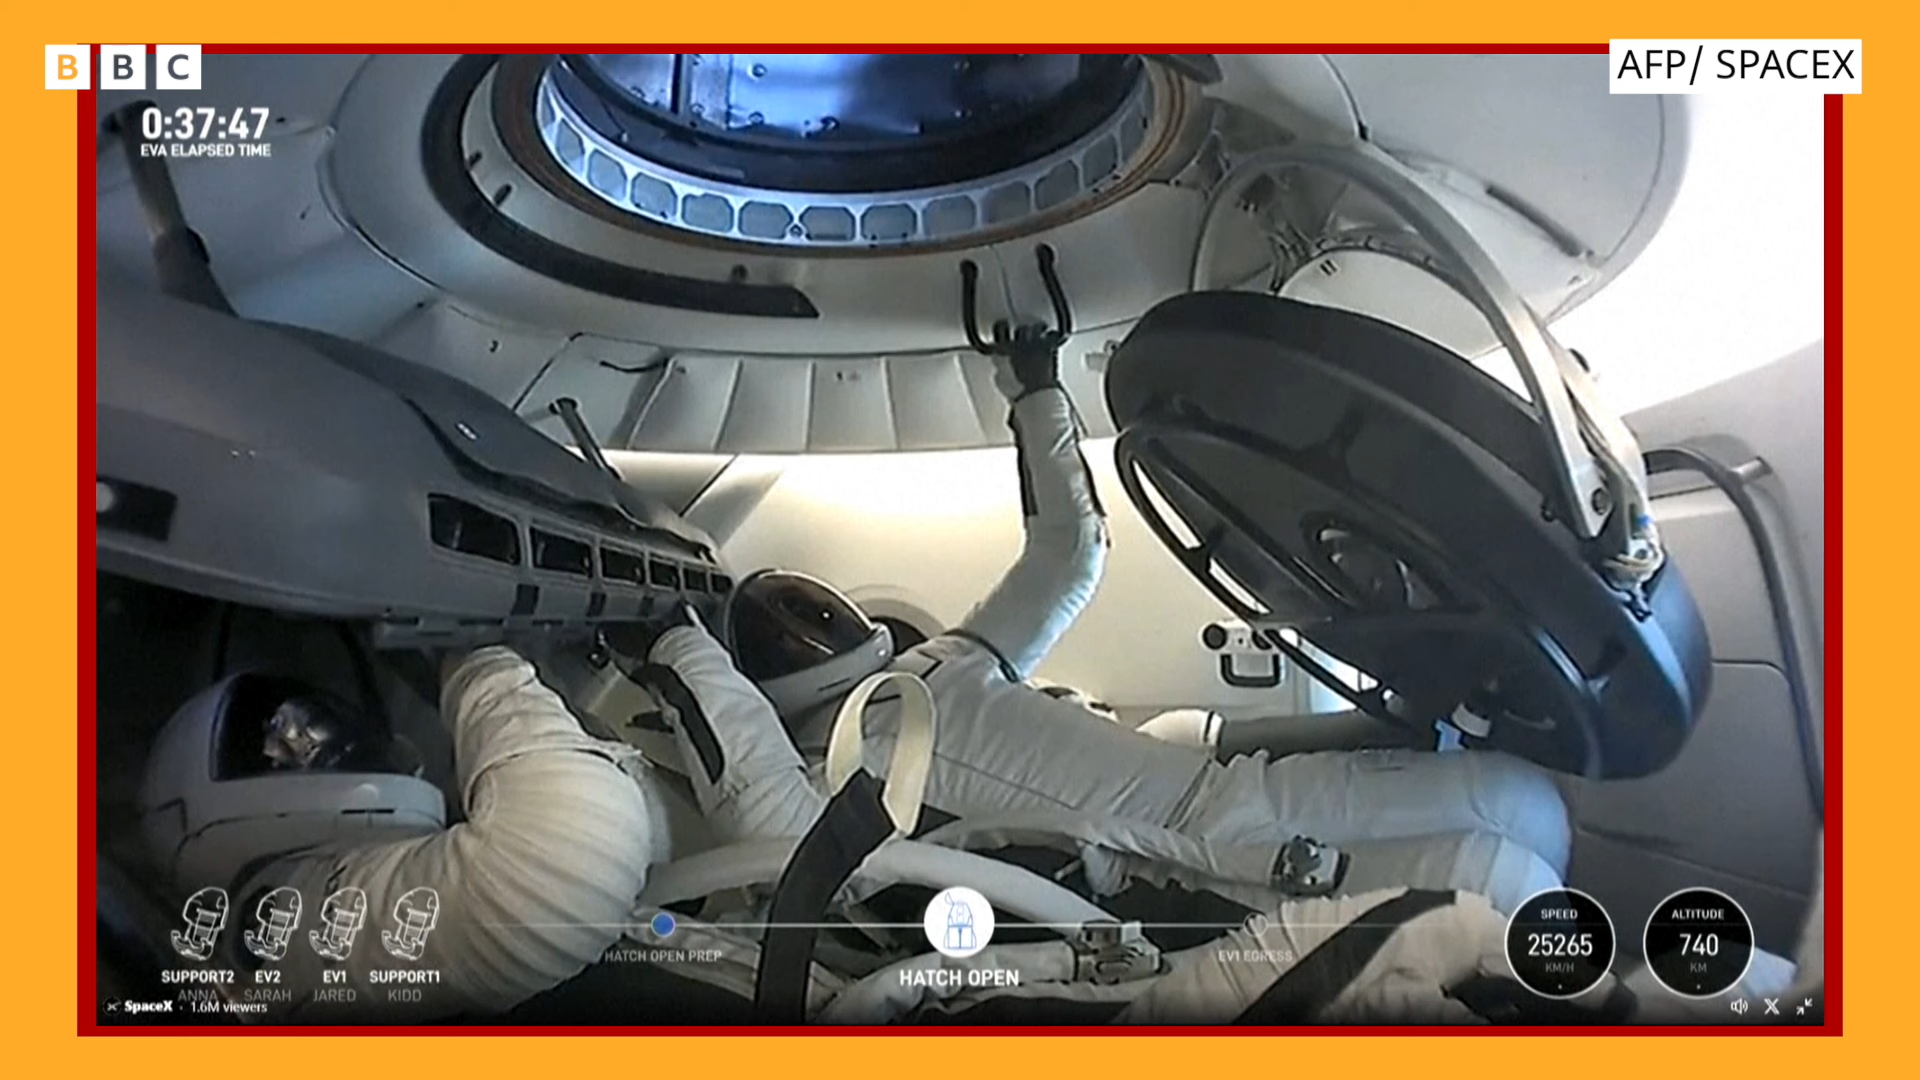 BBC
AFP/ SPACEX
0:37:47
EVA ELAPSED TIME
SUPPORT2
ANNA
EV2
SARAH
EV1
JARED
SUPPORT1
KIDD
HATCH OPEN PREP
HATCH OPEN
EV1 EGRESS
SPEED
25265
KM/H
ALTITUDE
740
KM
SpaceX · 1.6M viewers